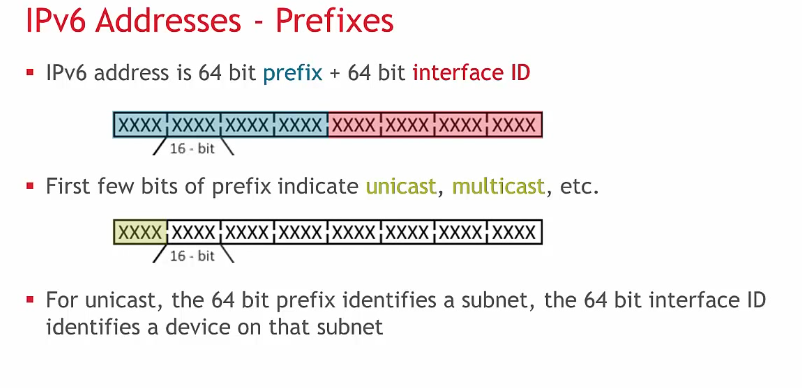 IPv6 Addresses - Prefixes
▪ IPv6 address is 64 bit prefix + 64 bit interface ID
XXXX XXXX XXXX XXXX XXXX XXXX XXXX XXXX
16 - bit
▪ First few bits of prefix indicate unicast, multicast, etc.
XXXX XXXX XXXX XXXX XXXX XXXX XXXX XXXX
16 - bit
▪ For unicast, the 64 bit prefix identifies a subnet, the 64 bit interface ID
identifies a device on that subnet